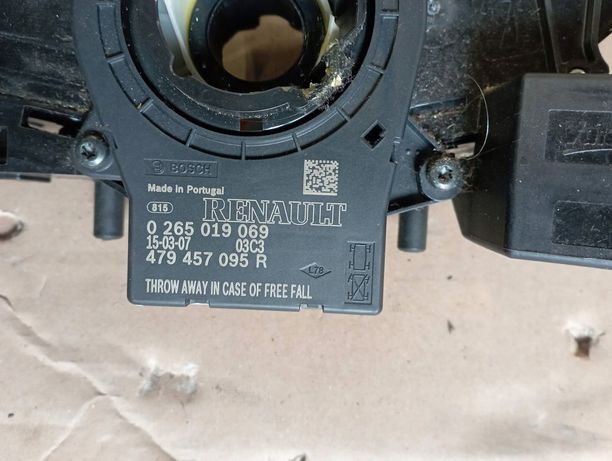 BOSCH
Made in Portugal
815 RENAULT
0 265 019 069
15-03-07 03C3
479 457 095 R
L78
THROW AWAY IN CASE OF FREE FALL